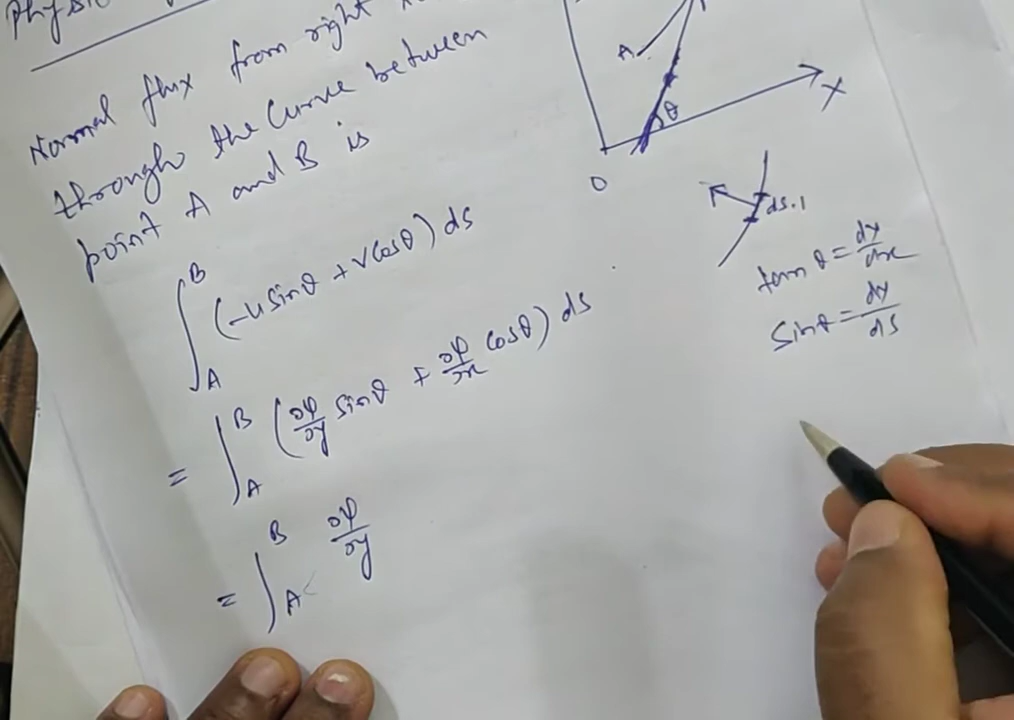 Normal flux from right
through the curve between
point A and B is
∫_A^B (-u sinθ + v cosθ) ds
= ∫_A^B (∂ψ/∂y sinθ + ∂ψ/∂x cosθ) ds
= ∫_A^B ∂ψ/∂y
A
θ
X
O
ds.1
tan θ = dy/dx
sinθ = dy/ds